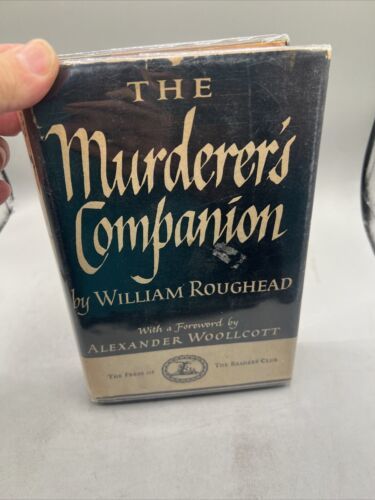 THE
Murderer's
Companion
by WILLIAM ROUGHEAD
With a Foreword by
ALEXANDER WOOLLCOTT
THE PRESS OF THE READERS CLUB